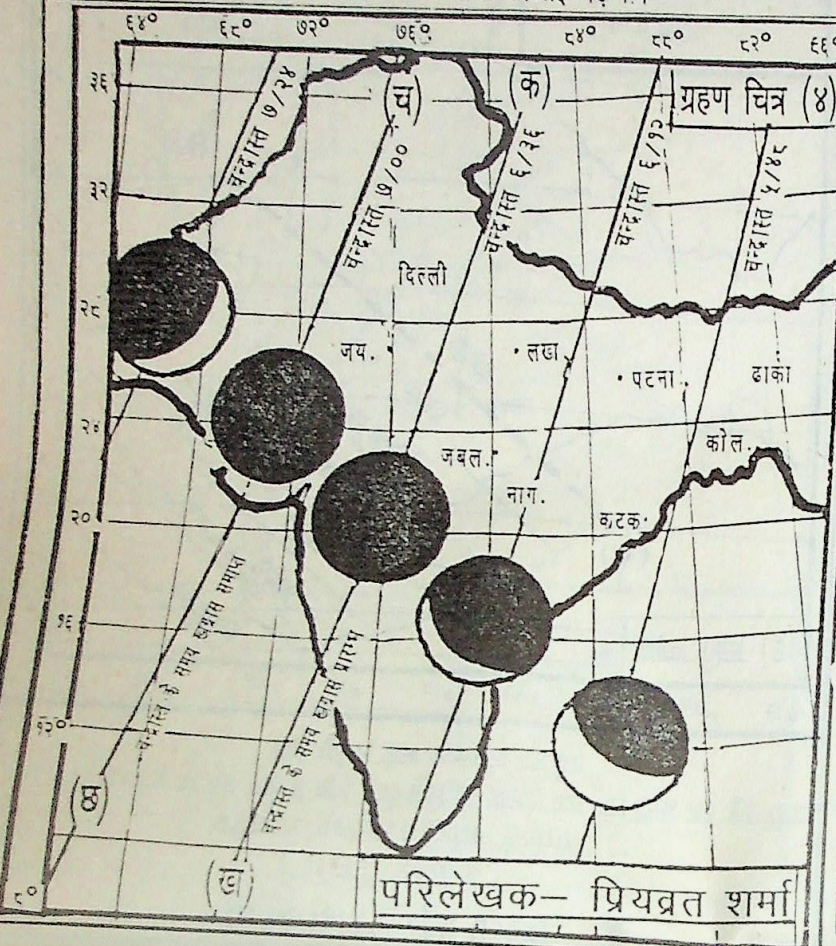 ६४° ६८° ७२° ७६° ८४° ८८° ८२° ६६°
ग्रहण चित्र (४)
(च) (क)
३६
३२
२८
२४
२०
१६
१२°
८°
चन्द्रास्त ७/२४
चन्द्रास्त ७/००
चन्द्रास्त ६/३६
चन्द्रास्त ६/१२
चन्द्रास्त ५/४८
दिल्ली
जय.
लखा
पटना
ढाका
जबल.
कोल.
नाग.
कटक
चन्द्रास्त के समय खग्रास समाप्त
चन्द्रास्त के समय खग्रास प्रारम्भ
(छ)
(ख)
परिलेखक– प्रियव्रत शर्मा